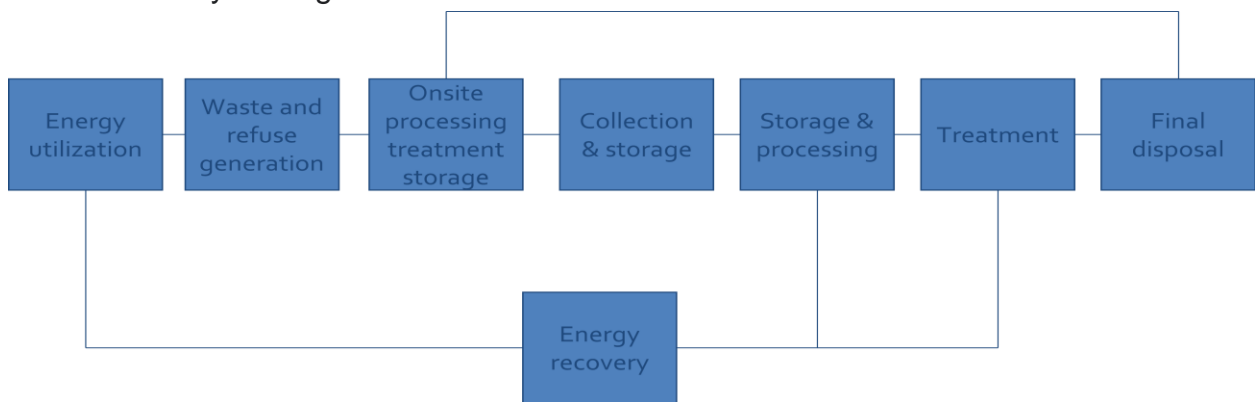 Energy
utilization
Waste and
refuse
generation
Onsite
processing
treatment
storage
Collection
& storage
Storage &
processing
Treatment
Final
disposal
Energy
recovery